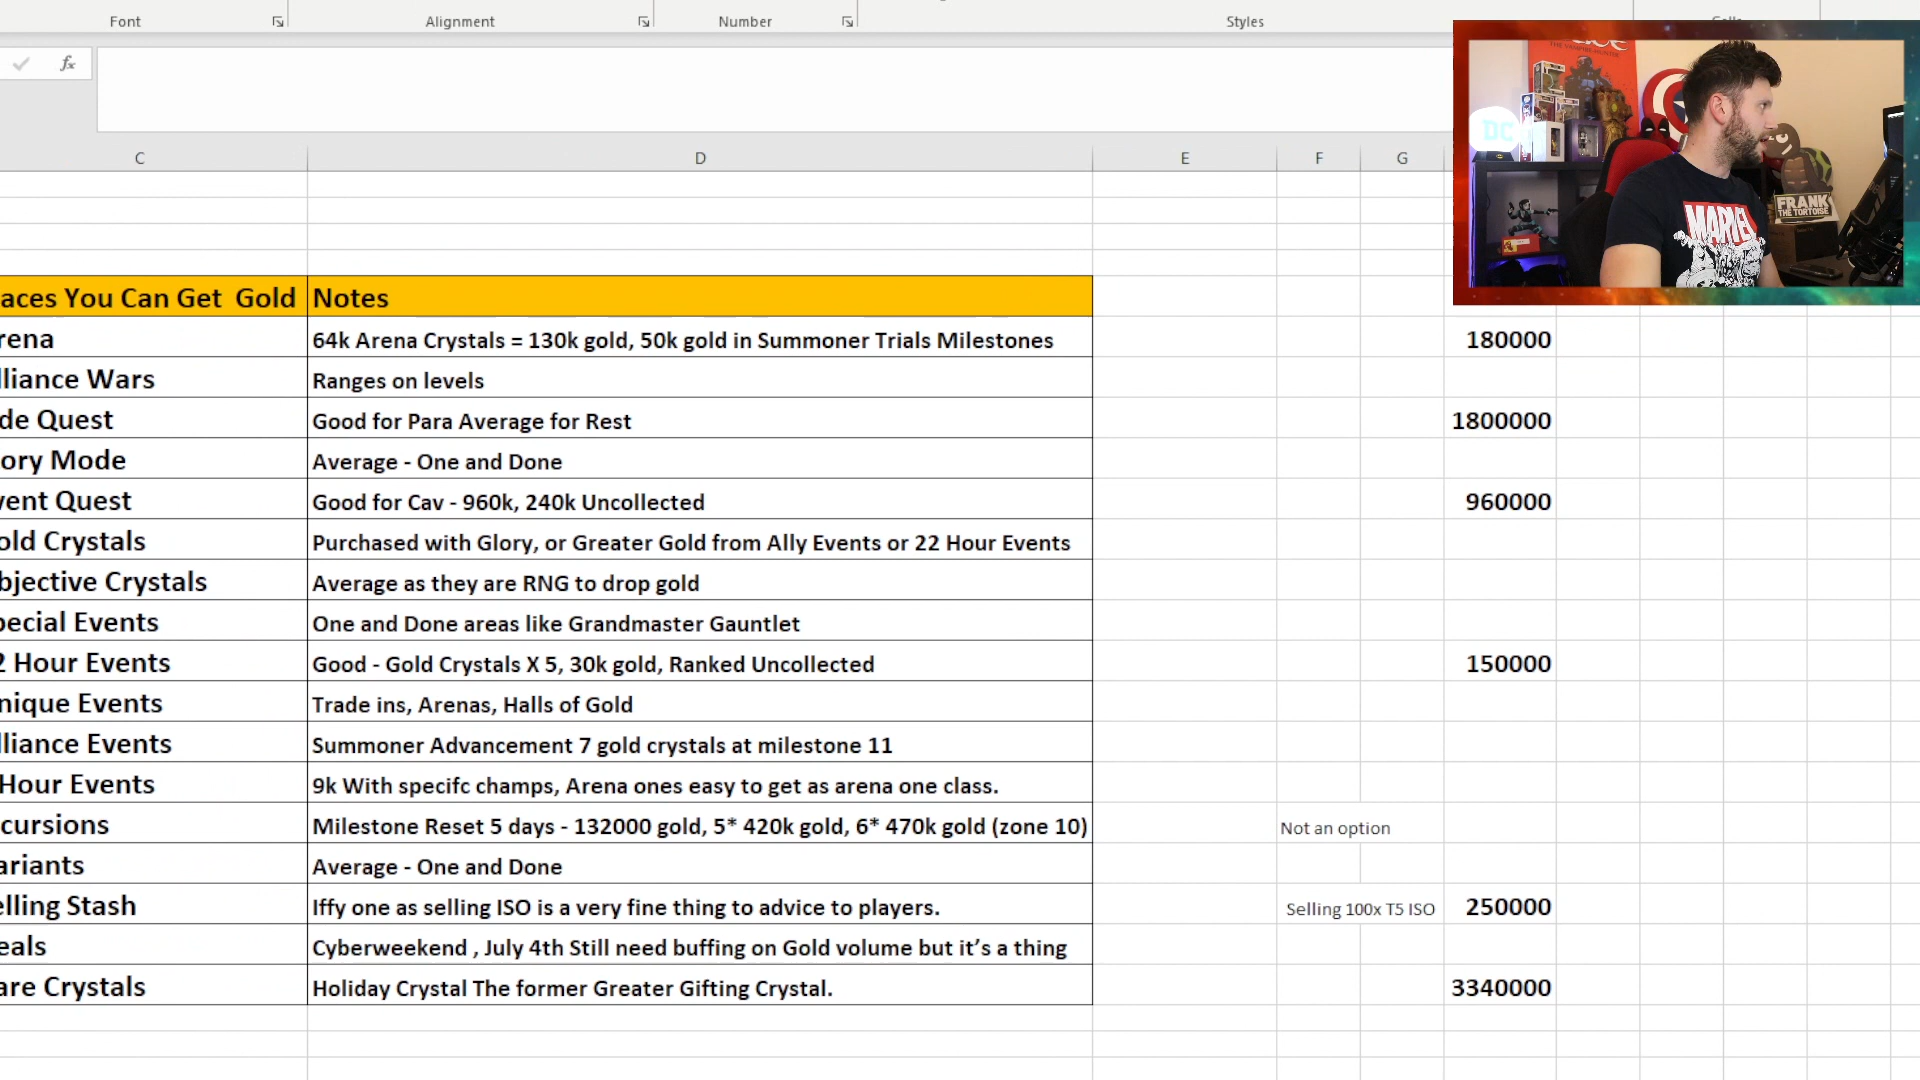 Font Alignment Number Styles
fx
C D E F G
aces You Can Get Gold Notes
rena 64k Arena Crystals = 130k gold, 50k gold in Summoner Trials Milestones 180000
lliance Wars Ranges on levels
de Quest Good for Para Average for Rest 1800000
ory Mode Average - One and Done
vent Quest Good for Cav - 960k, 240k Uncollected 960000
old Crystals Purchased with Glory, or Greater Gold from Ally Events or 22 Hour Events
bjective Crystals Average as they are RNG to drop gold
pecial Events One and Done areas like Grandmaster Gauntlet
2 Hour Events Good - Gold Crystals X 5, 30k gold, Ranked Uncollected 150000
nique Events Trade ins, Arenas, Halls of Gold
lliance Events Summoner Advancement 7 gold crystals at milestone 11
Hour Events 9k With specifc champs, Arena ones easy to get as arena one class.
cursions Milestone Reset 5 days - 132000 gold, 5* 420k gold, 6* 470k gold (zone 10) Not an option
ariants Average - One and Done
elling Stash Iffy one as selling ISO is a very fine thing to advice to players. Selling 100x T5 ISO 250000
eals Cyberweekend , July 4th Still need buffing on Gold volume but it’s a thing
are Crystals Holiday Crystal The former Greater Gifting Crystal. 3340000
DC
MARVEL
FRANK
THE TORTOISE